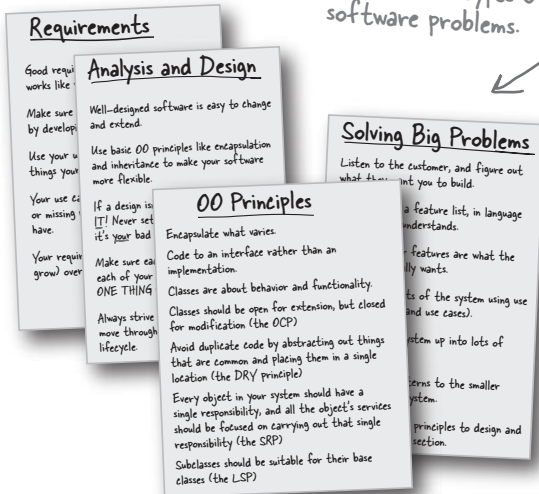 software problems.
Requirements
Good requi
works like
Make sure
by developi
Use your u
things your
Your use ca
or missing
have.
Your requir
grow) over
Analysis and Design
Well-designed software is easy to change
and extend.
Use basic OO principles like encapsulation
and inheritance to make your software
more flexible.
If a design is
IT! Never set
it's your bad
Make sure ea
each of your
ONE THING
Always strive
move through
lifecycle.
OO Principles
Encapsulate what varies.
Code to an interface rather than an
implementation.
Classes are about behavior and functionality.
Classes should be open for extension, but closed
for modification (the OCP)
Avoid duplicate code by abstracting out things
that are common and placing them in a single
location (the DRY principle)
Every object in your system should have a
single responsibility, and all the object's services
should be focused on carrying out that single
responsibility (the SRP)
Subclasses should be suitable for their base
classes (the LSP)
Solving Big Problems
Listen to the customer, and figure out
what they want you to build.
a feature list, in language
nderstands.
features are what the
lly wants.
ts of the system using use
and use cases).
stem up into lots of
erns to the smaller
ystem.
principles to design and
section.